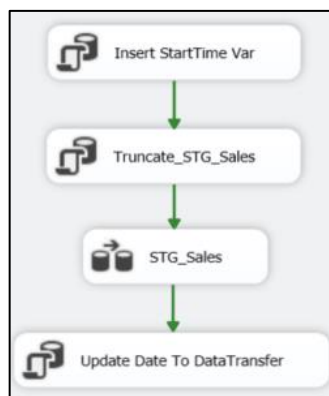 Insert StartTime Var
Truncate_STG_Sales
STG_Sales
Update Date To DataTransfer